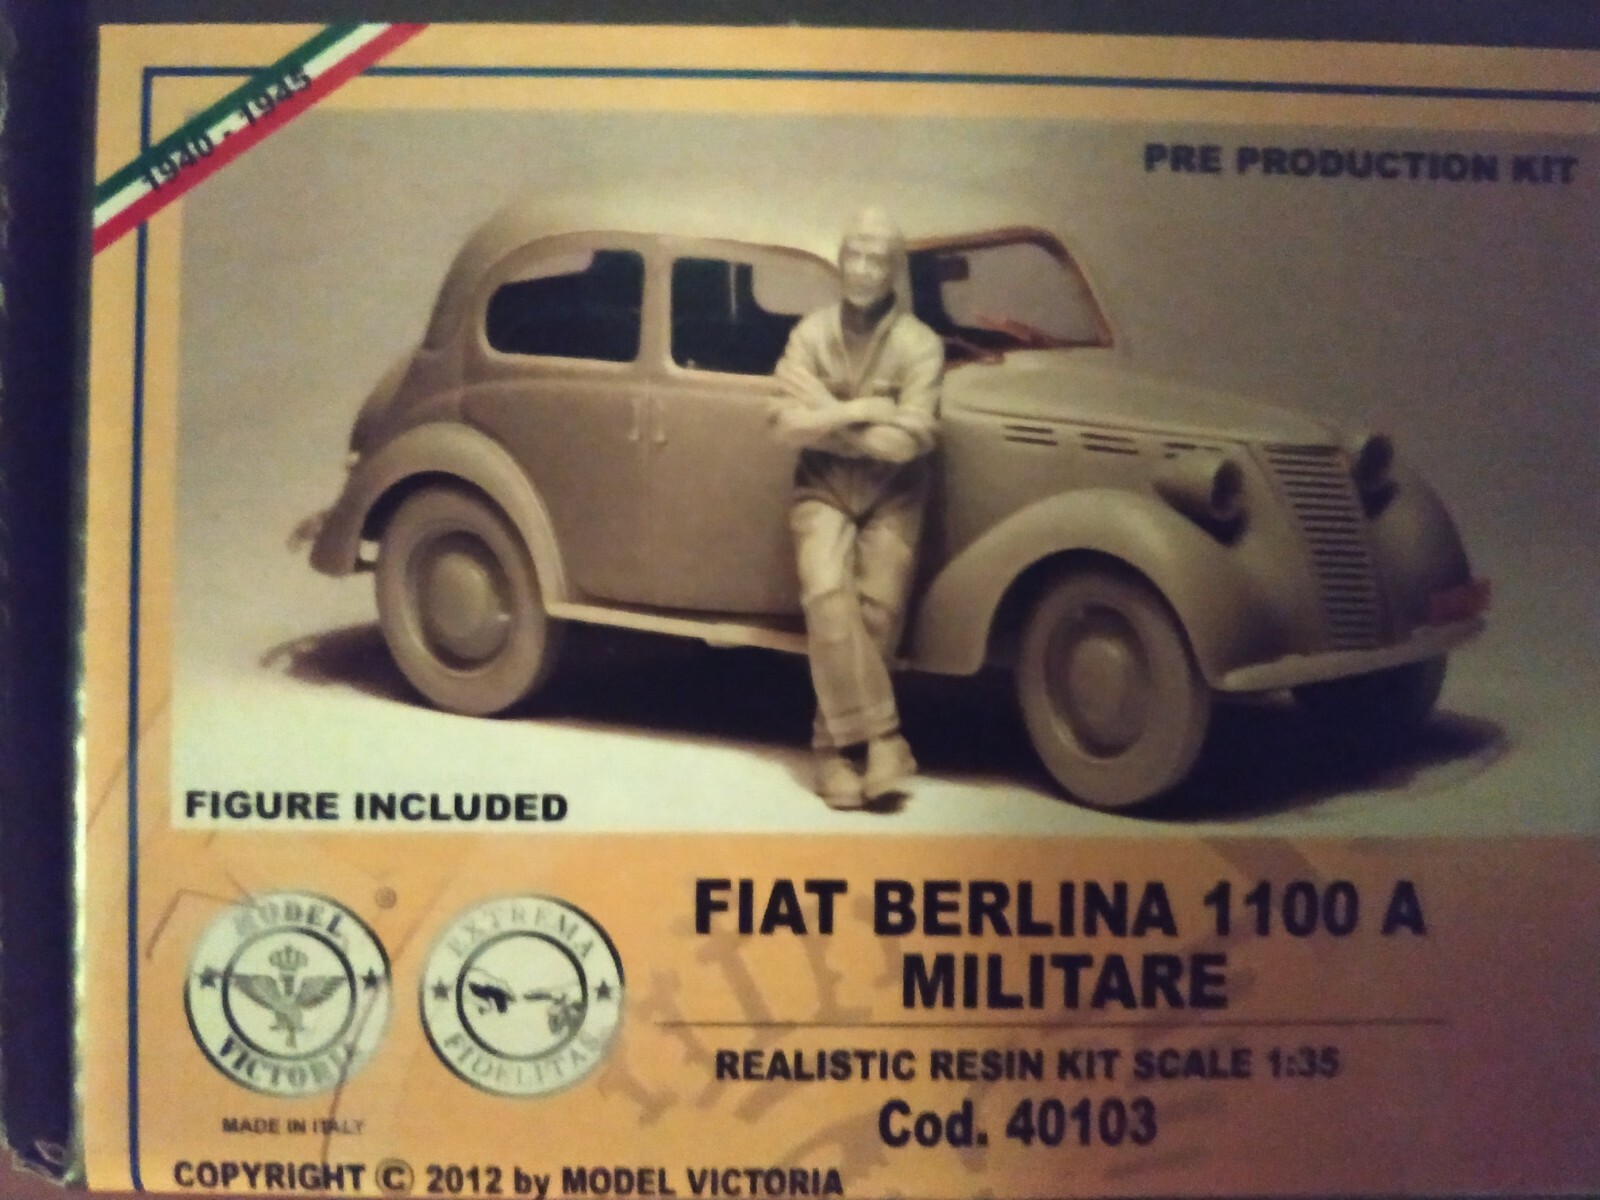 1940 - 1945
PRE PRODUCTION KIT
FIGURE INCLUDED
FIAT BERLINA 1100 A
MILITARE
REALISTIC RESIN KIT SCALE 1:35
Cod. 40103
MODEL
VICTORIA
®
EXTREMA
FIDELITAS
MADE IN ITALY
COPYRIGHT © 2012 by MODEL VICTORIA